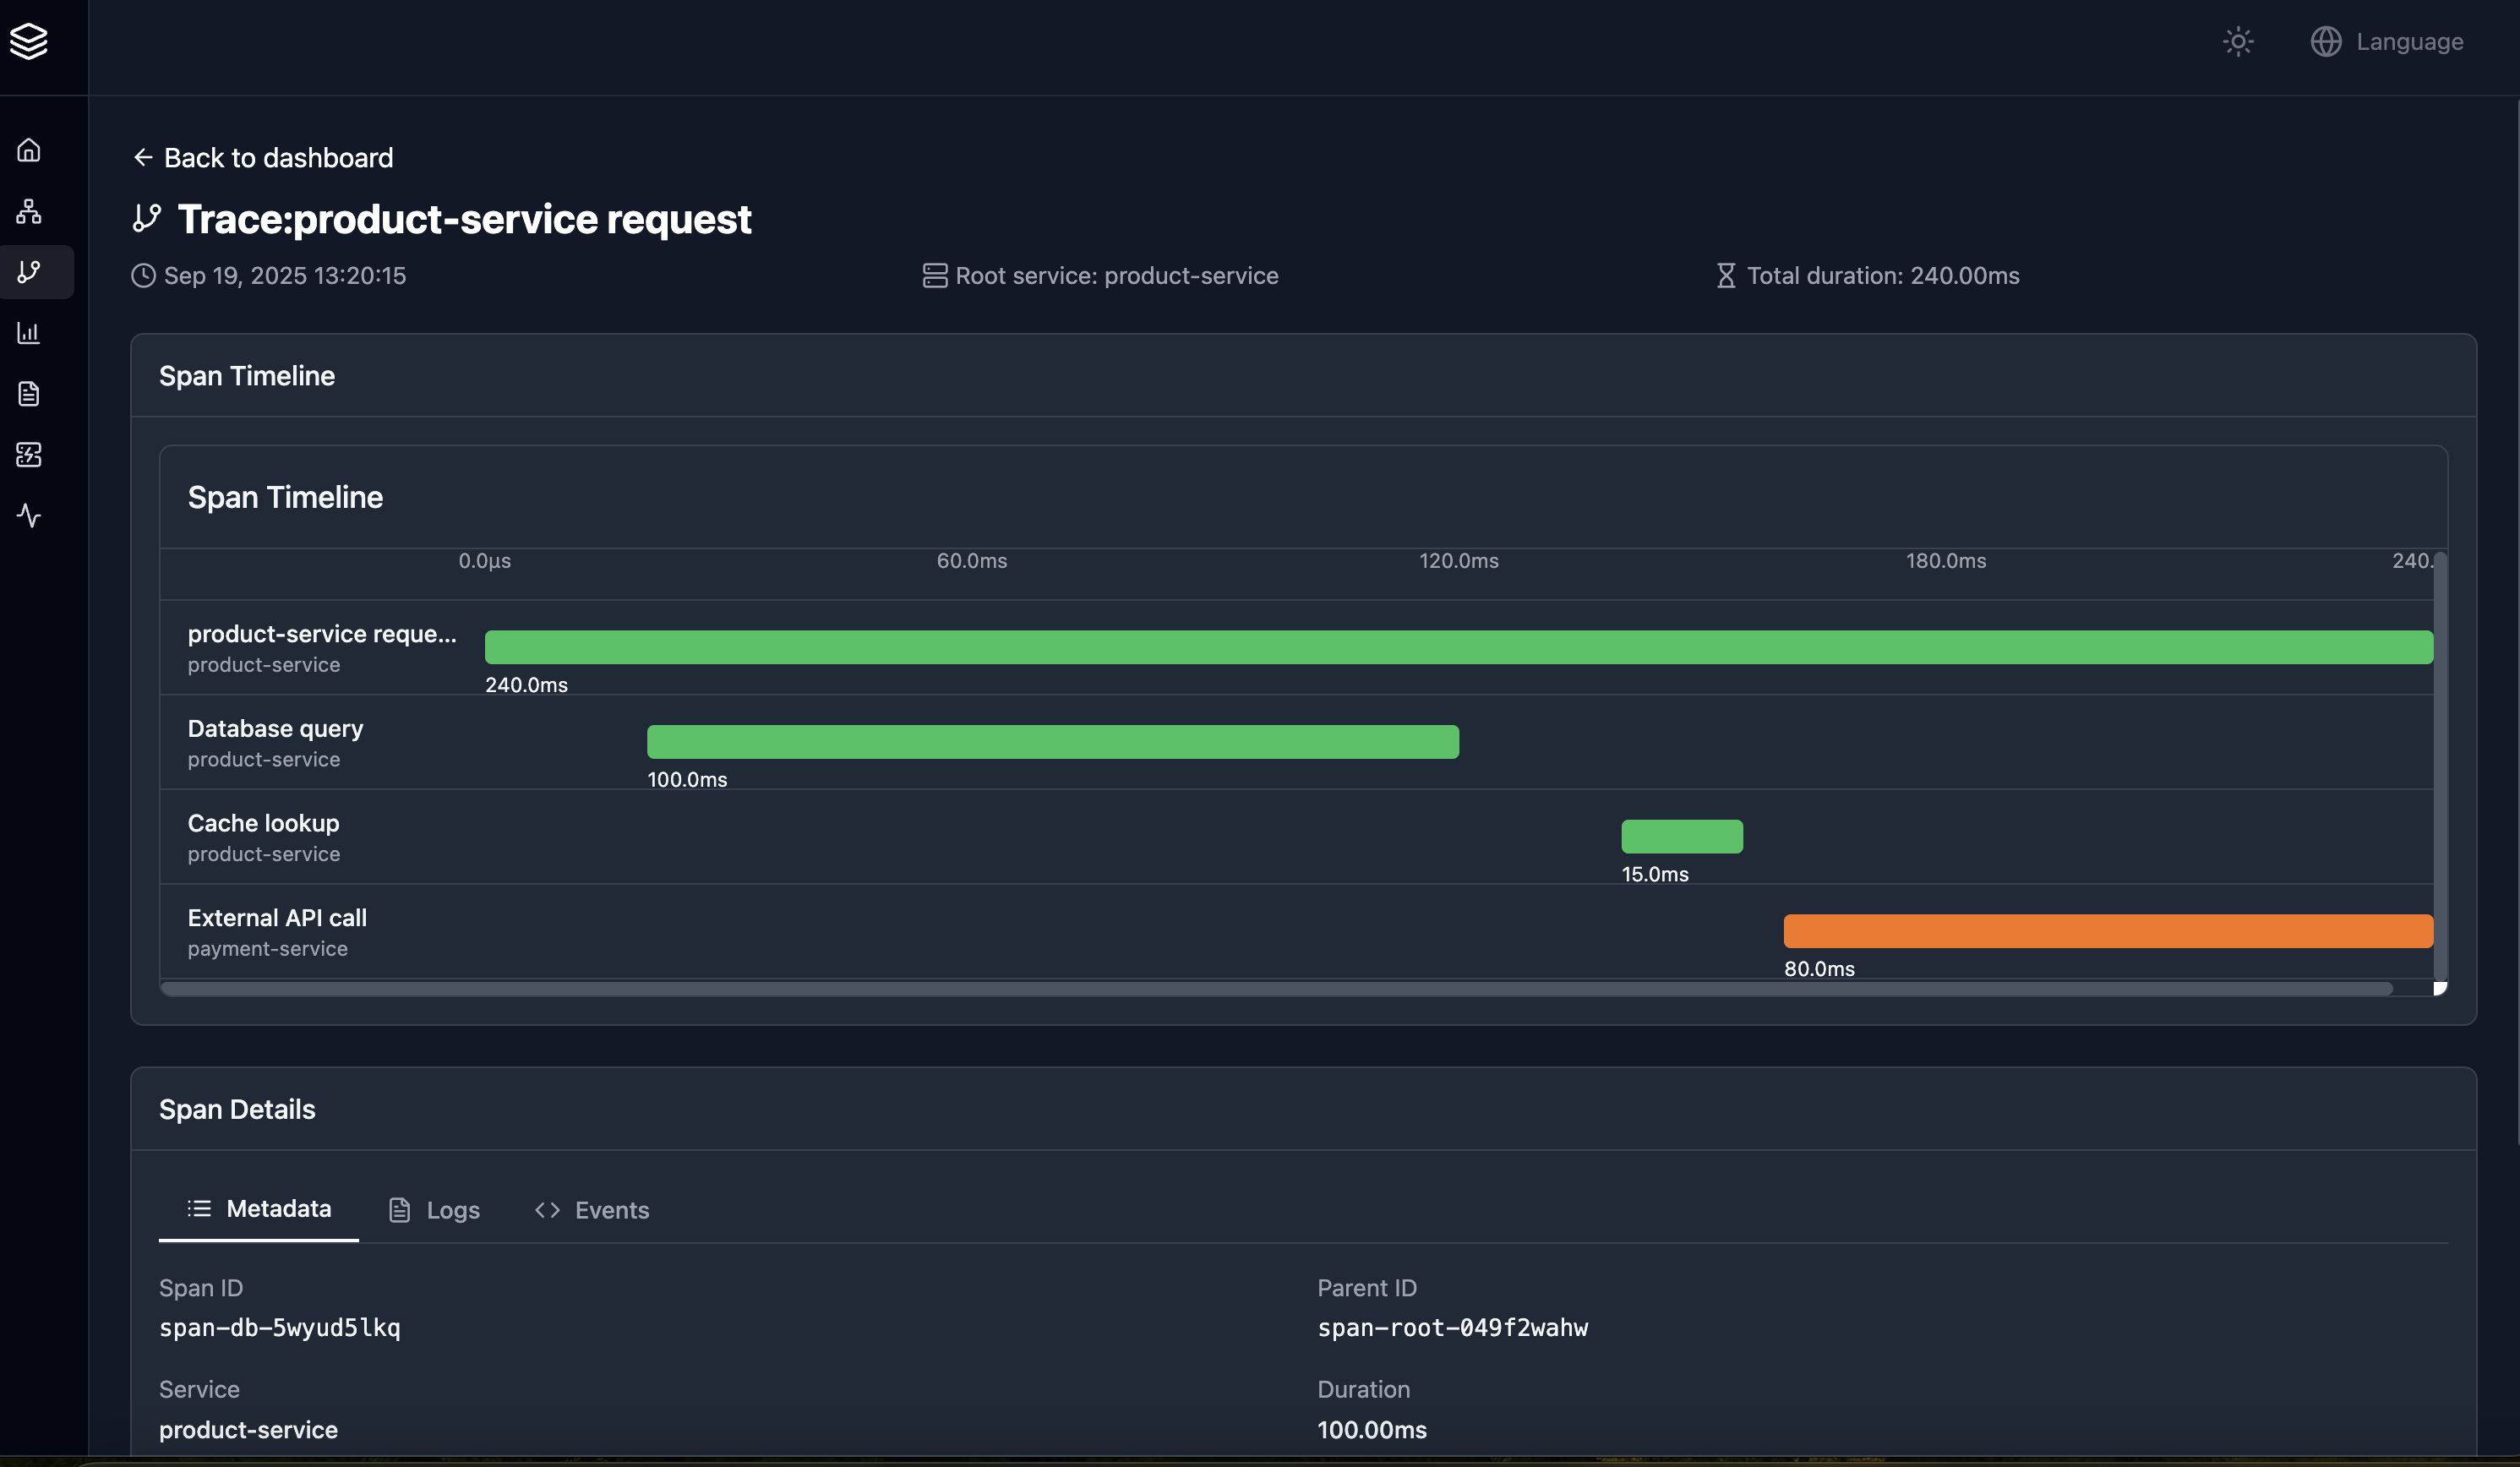 Language
Back to dashboard
Trace:product-service request
Sep 19, 2025 13:20:15
Root service: product-service
Total duration: 240.00ms
Span Timeline
Span Timeline
0.0µs 60.0ms 120.0ms 180.0ms 240.
product-service reque...
product-service
240.0ms
Database query
product-service
100.0ms
Cache lookup
product-service
15.0ms
External API call
payment-service
80.0ms
Span Details
Metadata Logs Events
Span ID
span-db-5wyud5lkq
Parent ID
span-root-049f2wahw
Service
product-service
Duration
100.00ms